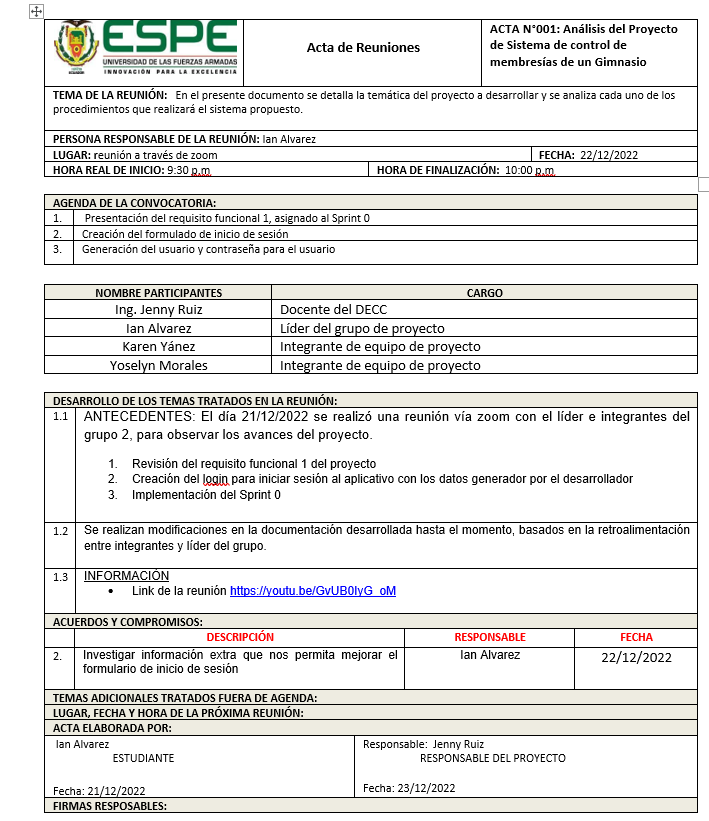 ESPE
UNIVERSIDAD DE LAS FUERZAS ARMADAS
INNOVACIÓN PARA LA EXCELENCIA
Acta de Reuniones
ACTA N°001: Análisis del Proyecto
de Sistema de control de
membresías de un Gimnasio
TEMA DE LA REUNIÓN: En el presente documento se detalla la temática del proyecto a desarrollar y se analiza cada uno de los
procedimientos que realizará el sistema propuesto.
PERSONA RESPONSABLE DE LA REUNIÓN: Ian Alvarez
LUGAR: reunión a través de zoom
FECHA: 22/12/2022
HORA REAL DE INICIO: 9:30 p.m
HORA DE FINALIZACIÓN: 10:00 p.m
AGENDA DE LA CONVOCATORIA:
1. Presentación del requisito funcional 1, asignado al Sprint 0
2. Creación del formulado de inicio de sesión
3. Generación del usuario y contraseña para el usuario
NOMBRE PARTICIPANTES CARGO
Ing. Jenny Ruiz Docente del DECC
Ian Alvarez Líder del grupo de proyecto
Karen Yánez Integrante de equipo de proyecto
Yoselyn Morales Integrante de equipo de proyecto
DESARROLLO DE LOS TEMAS TRATADOS EN LA REUNIÓN:
1.1 ANTECEDENTES: El día 21/12/2022 se realizó una reunión vía zoom con el líder e integrantes del
grupo 2, para observar los avances del proyecto.
1. Revisión del requisito funcional 1 del proyecto
2. Creación del login para iniciar sesión al aplicativo con los datos generador por el desarrollador
3. Implementación del Sprint 0
1.2 Se realizan modificaciones en la documentación desarrollada hasta el momento, basados en la retroalimentación
entre integrantes y líder del grupo.
1.3 INFORMACIÓN
• Link de la reunión https://youtu.be/GvUB0IyG_oM
ACUERDOS Y COMPROMISOS:
DESCRIPCIÓN RESPONSABLE FECHA
2. Investigar información extra que nos permita mejorar el Ian Alvarez 22/12/2022
formulario de inicio de sesión
TEMAS ADICIONALES TRATADOS FUERA DE AGENDA:
LUGAR, FECHA Y HORA DE LA PRÓXIMA REUNIÓN:
ACTA ELABORADA POR:
Ian Alvarez
ESTUDIANTE
Fecha: 21/12/2022
Responsable: Jenny Ruiz
RESPONSABLE DEL PROYECTO
Fecha: 23/12/2022
FIRMAS RESPOSABLES: